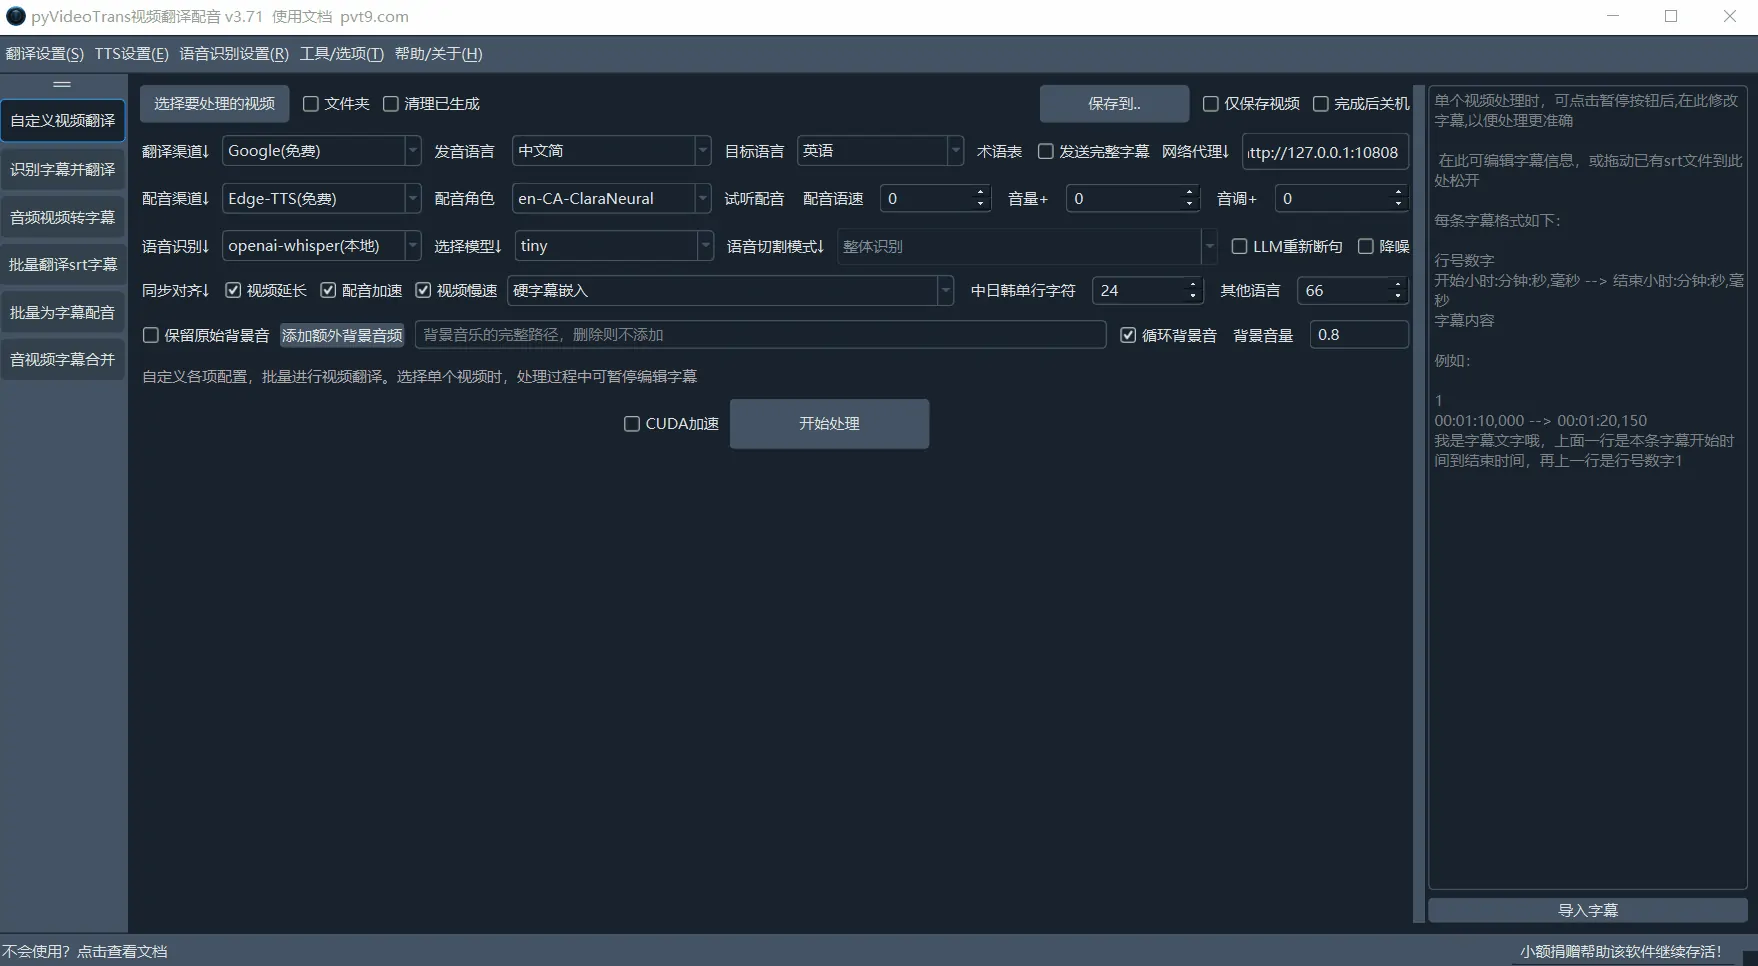 pyVideoTrans视频翻译配音 v3.71 使用文档 pvt9.com
翻译设置(S) TTS设置(E) 语音识别设置(R) 工具/选项(T) 帮助/关于(H)
自定义视频翻译
识别字幕并翻译
音频视频转字幕
批量翻译srt字幕
批量为字幕配音
音视频字幕合并
选择要处理的视频 文件夹 清理已生成 保存到.. 仅保存视频 完成后关机
翻译渠道↓ Google(免费) 发音语言 中文简 目标语言 英语 术语表 发送完整字幕 网络代理↓ ttp://127.0.0.1:10808
配音渠道↓ Edge-TTS(免费) 配音角色 en-CA-ClaraNeural 试听配音 配音语速 0 音量+ 0 音调+ 0
语音识别↓ openai-whisper(本地) 选择模型↓ tiny 语音切割模式↓ 整体识别 LLM重新断句 降噪
同步对齐↓ 视频延长 配音加速 视频慢速 硬字幕嵌入 中日韩单行字符 24 其他语言 66
保留原始背景音 添加额外背景音频 背景音乐的完整路径，删除则不添加 循环背景音 背景音量 0.8
自定义各项配置，批量进行视频翻译。选择单个视频时，处理过程中可暂停编辑字幕
CUDA加速 开始处理
单个视频处理时，可点击暂停按钮后,在此修改
字幕,以便处理更准确
在此可编辑字幕信息，或拖动已有srt文件到此
处松开
每条字幕格式如下：
行号数字
开始小时:分钟:秒,毫秒 --> 结束小时:分钟:秒,毫
秒
字幕内容
例如：
1
00:01:10,000 --> 00:01:20,150
我是字幕文字哦，上面一行是本条字幕开始时
间到结束时间，再上一行是行号数字1
导入字幕
不会使用？点击查看文档
小额捐赠帮助该软件继续存活！